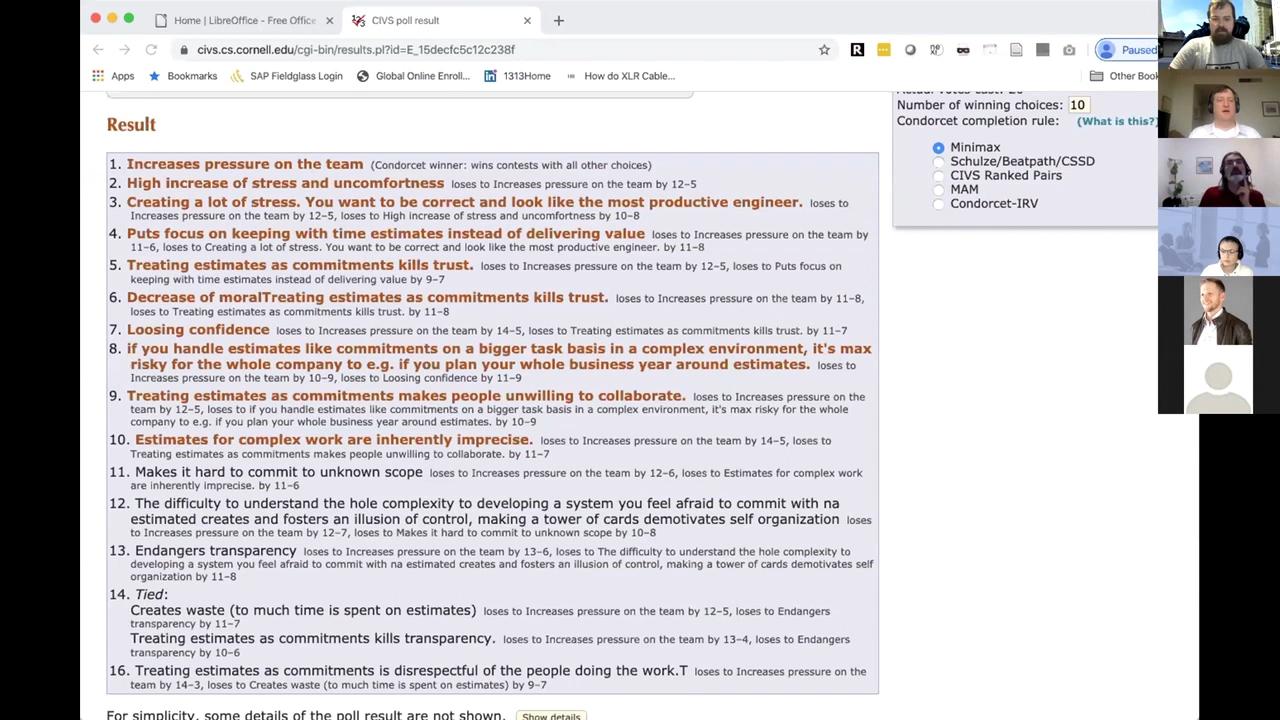 Home | LibreOffice - Free Office
CIVS poll result
civs.cs.cornell.edu/cgi-bin/results.pl?id=E_15decfc5c12c238f
Paused
Apps
Bookmarks
SAP Fieldglass Login
Global Online Enroll...
1313Home
How do XLR Cable...
Other Book
Result
1. Increases pressure on the team (Condorcet winner: wins contests with all other choices)
2. High increase of stress and uncomfortness loses to Increases pressure on the team by 12–5
3. Creating a lot of stress. You want to be correct and look like the most productive engineer. loses to
Increases pressure on the team by 12–5, loses to High increase of stress and uncomfortness by 10–8
4. Puts focus on keeping with time estimates instead of delivering value loses to Increases pressure on the team by
11–6, loses to Creating a lot of stress. You want to be correct and look like the most productive engineer. by 11–8
5. Treating estimates as commitments kills trust. loses to Increases pressure on the team by 12–5, loses to Puts focus on
keeping with time estimates instead of delivering value by 9–7
6. Decrease of moralTreating estimates as commitments kills trust. loses to Increases pressure on the team by 11–8,
loses to Treating estimates as commitments kills trust. by 11–8
7. Loosing confidence loses to Increases pressure on the team by 14–5, loses to Treating estimates as commitments kills trust. by 11–7
8. if you handle estimates like commitments on a bigger task basis in a complex environment, it's max
risky for the whole company to e.g. if you plan your whole business year around estimates. loses to
Increases pressure on the team by 10–9, loses to Loosing confidence by 11–9
9. Treating estimates as commitments makes people unwilling to collaborate. loses to Increases pressure on the
team by 12–5, loses to if you handle estimates like commitments on a bigger task basis in a complex environment, it's max risky for the whole
company to e.g. if you plan your whole business year around estimates. by 10–9
10. Estimates for complex work are inherently imprecise. loses to Increases pressure on the team by 14–5, loses to
Treating estimates as commitments makes people unwilling to collaborate. by 11–7
11. Makes it hard to commit to unknown scope loses to Increases pressure on the team by 12–6, loses to Estimates for complex work
are inherently imprecise. by 11–6
12. The difficulty to understand the hole complexity to developing a system you feel afraid to commit with na
estimated creates and fosters an illusion of control, making a tower of cards demotivates self organization loses
to Increases pressure on the team by 12–7, loses to Makes it hard to commit to unknown scope by 10–8
13. Endangers transparency loses to Increases pressure on the team by 13–6, loses to The difficulty to understand the hole complexity to
developing a system you feel afraid to commit with na estimated creates and fosters an illusion of control, making a tower of cards demotivates self
organization by 11–8
14. Tied:
Creates waste (to much time is spent on estimates) loses to Increases pressure on the team by 12–5, loses to Endangers
transparency by 11–7
Treating estimates as commitments kills transparency. loses to Increases pressure on the team by 13–4, loses to Endangers
transparency by 10–6
16. Treating estimates as commitments is disrespectful of the people doing the work.T loses to Increases pressure on the
team by 14–3, loses to Creates waste (to much time is spent on estimates) by 9–7
For simplicity, some details of the poll result are not shown. Show details
Number of winning choices: 10
Condorcet completion rule: (What is this?)
Minimax
Schulze/Beatpath/CSSD
CIVS Ranked Pairs
MAM
Condorcet-IRV